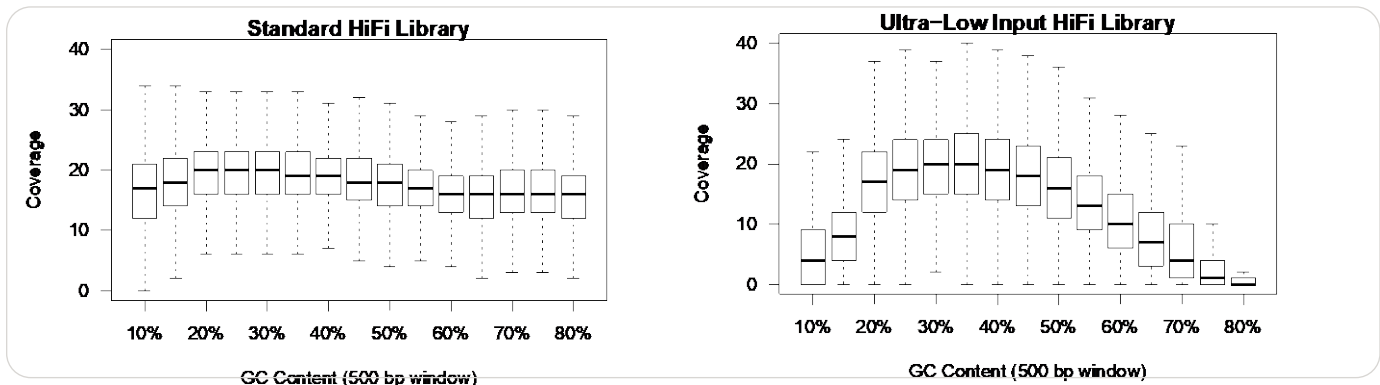 Standard HiFi Library
40
30
20
10
0
Coverage
10% 20% 30% 40% 50% 60% 70% 80%
GC Content (500 bp window)
Ultra-Low Input HiFi Library
40
30
20
10
0
Coverage
10% 20% 30% 40% 50% 60% 70% 80%
GC Content (500 bp window)